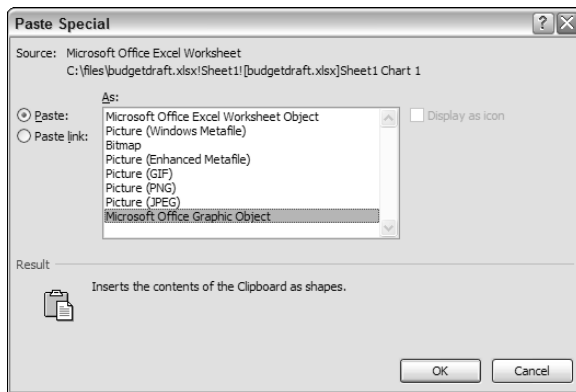 Paste Special
Source: Microsoft Office Excel Worksheet
C:\files\budgetdraft.xlsx!Sheet1![budgetdraft.xlsx]Sheet1 Chart 1
As:
Paste:
Paste link:
Microsoft Office Excel Worksheet Object
Picture (Windows Metafile)
Bitmap
Picture (Enhanced Metafile)
Picture (GIF)
Picture (PNG)
Picture (JPEG)
Microsoft Office Graphic Object
Display as icon
Result
Inserts the contents of the Clipboard as shapes.
OK Cancel